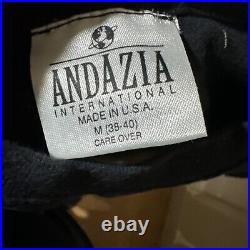 ANDAZIA
INTERNATIONAL
MADE IN U.S.A.
M (38-40)
CARE OVER